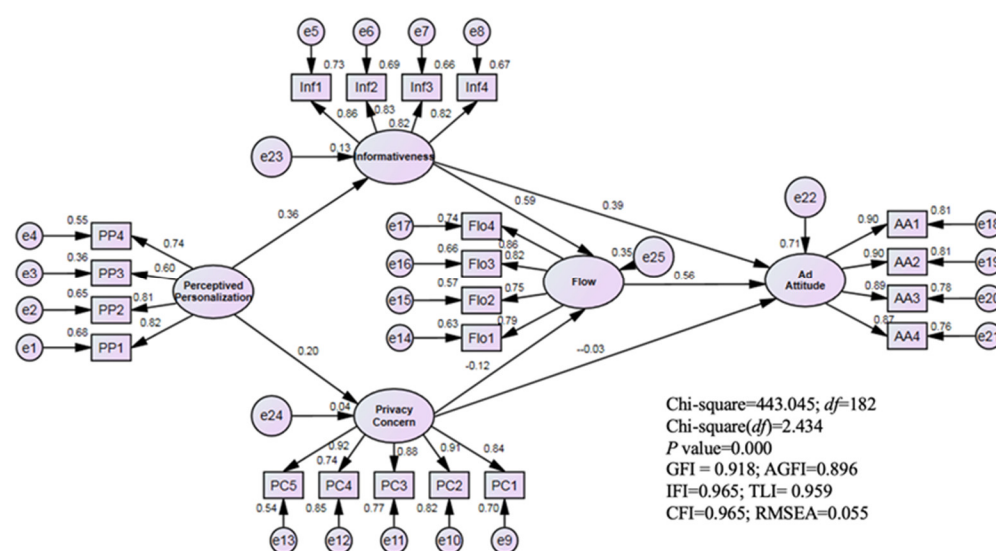 e5 e6 e7 e8
0.73 0.69 0.66 0.67
Inf1 Inf2 Inf3 Inf4
0.86 0.83 0.82 0.82
e23 0.13 Informativeness
e22
0.36 0.59 0.39
e17 0.74 Flo4 0.86
0.35 e25
0.71
0.90 AA1 0.81 e18
e4 0.55 PP4 0.74
e16 0.66 Flo3 0.82
0.90 AA2 0.81 e19
e3 0.36 PP3 0.60
Perceptived
Personalization
Flow 0.56
Ad
Attitude
e2 0.65 PP2 0.81
e15 0.57 Flo2 0.75
0.89 AA3 0.78 e20
e1 0.68 PP1 0.82
e14 0.63 Flo1 0.79
0.87 AA4 0.76 e21
0.20 -0.12 --0.03
e24 0.04 Privacy
Concern
0.92 0.74 0.88 0.91 0.84
PC5 PC4 PC3 PC2 PC1
0.54 0.85 0.77 0.82 0.70
e13 e12 e11 e10 e9
Chi-square=443.045; df=182
Chi-square(df)=2.434
P value=0.000
GFI = 0.918; AGFI=0.896
IFI=0.965; TLI= 0.959
CFI=0.965; RMSEA=0.055